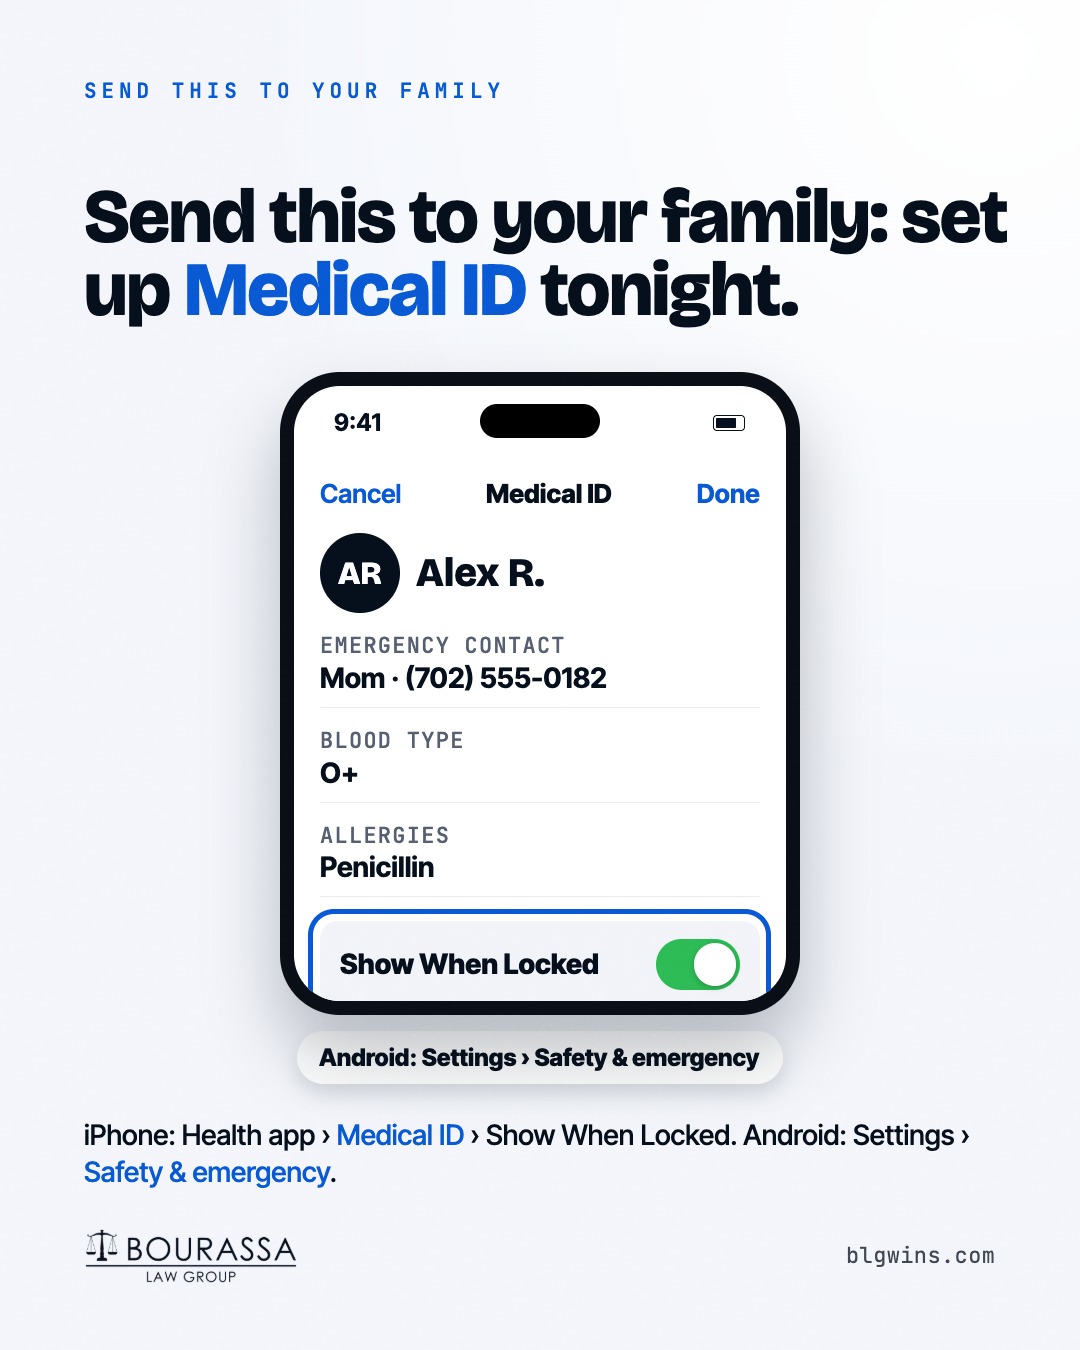 SEND THIS TO YOUR FAMILY
Send this to your family: set
up Medical ID tonight.
9:41
Cancel Medical ID Done
AR Alex R.
EMERGENCY CONTACT
Mom · (702) 555-0182
BLOOD TYPE
O+
ALLERGIES
Penicillin
Show When Locked
Android: Settings › Safety & emergency
iPhone: Health app › Medical ID › Show When Locked. Android: Settings ›
Safety & emergency.
BOURASSA
LAW GROUP
blgwins.com